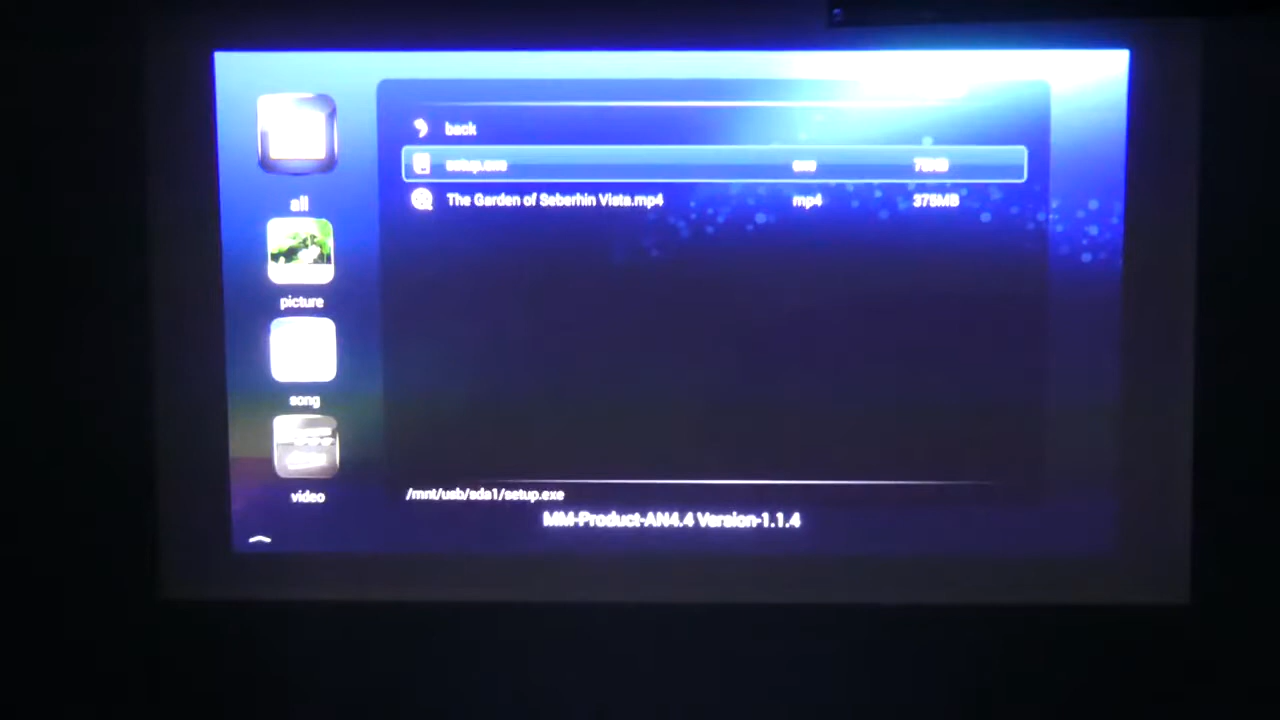 all
picture
song
video
back
setup.exe exe
The Garden of Seberhin Vista.mp4 mp4 375MB
/mnt/usb/sda1/setup.exe
MM-Product-AN4.4 Version-1.1.4